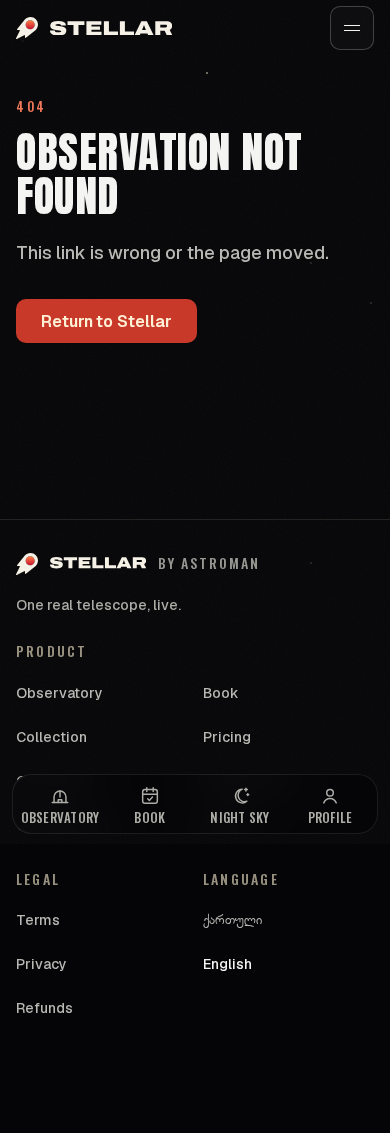 STELLAR
404
OBSERVATION NOT
FOUND
This link is wrong or the page moved.
Return to Stellar
STELLAR BY ASTROMAN
One real telescope, live.
PRODUCT
Observatory
Book
Collection
Pricing
OBSERVATORY
BOOK
NIGHT SKY
PROFILE
LEGAL
LANGUAGE
Terms
ქართული
Privacy
English
Refunds